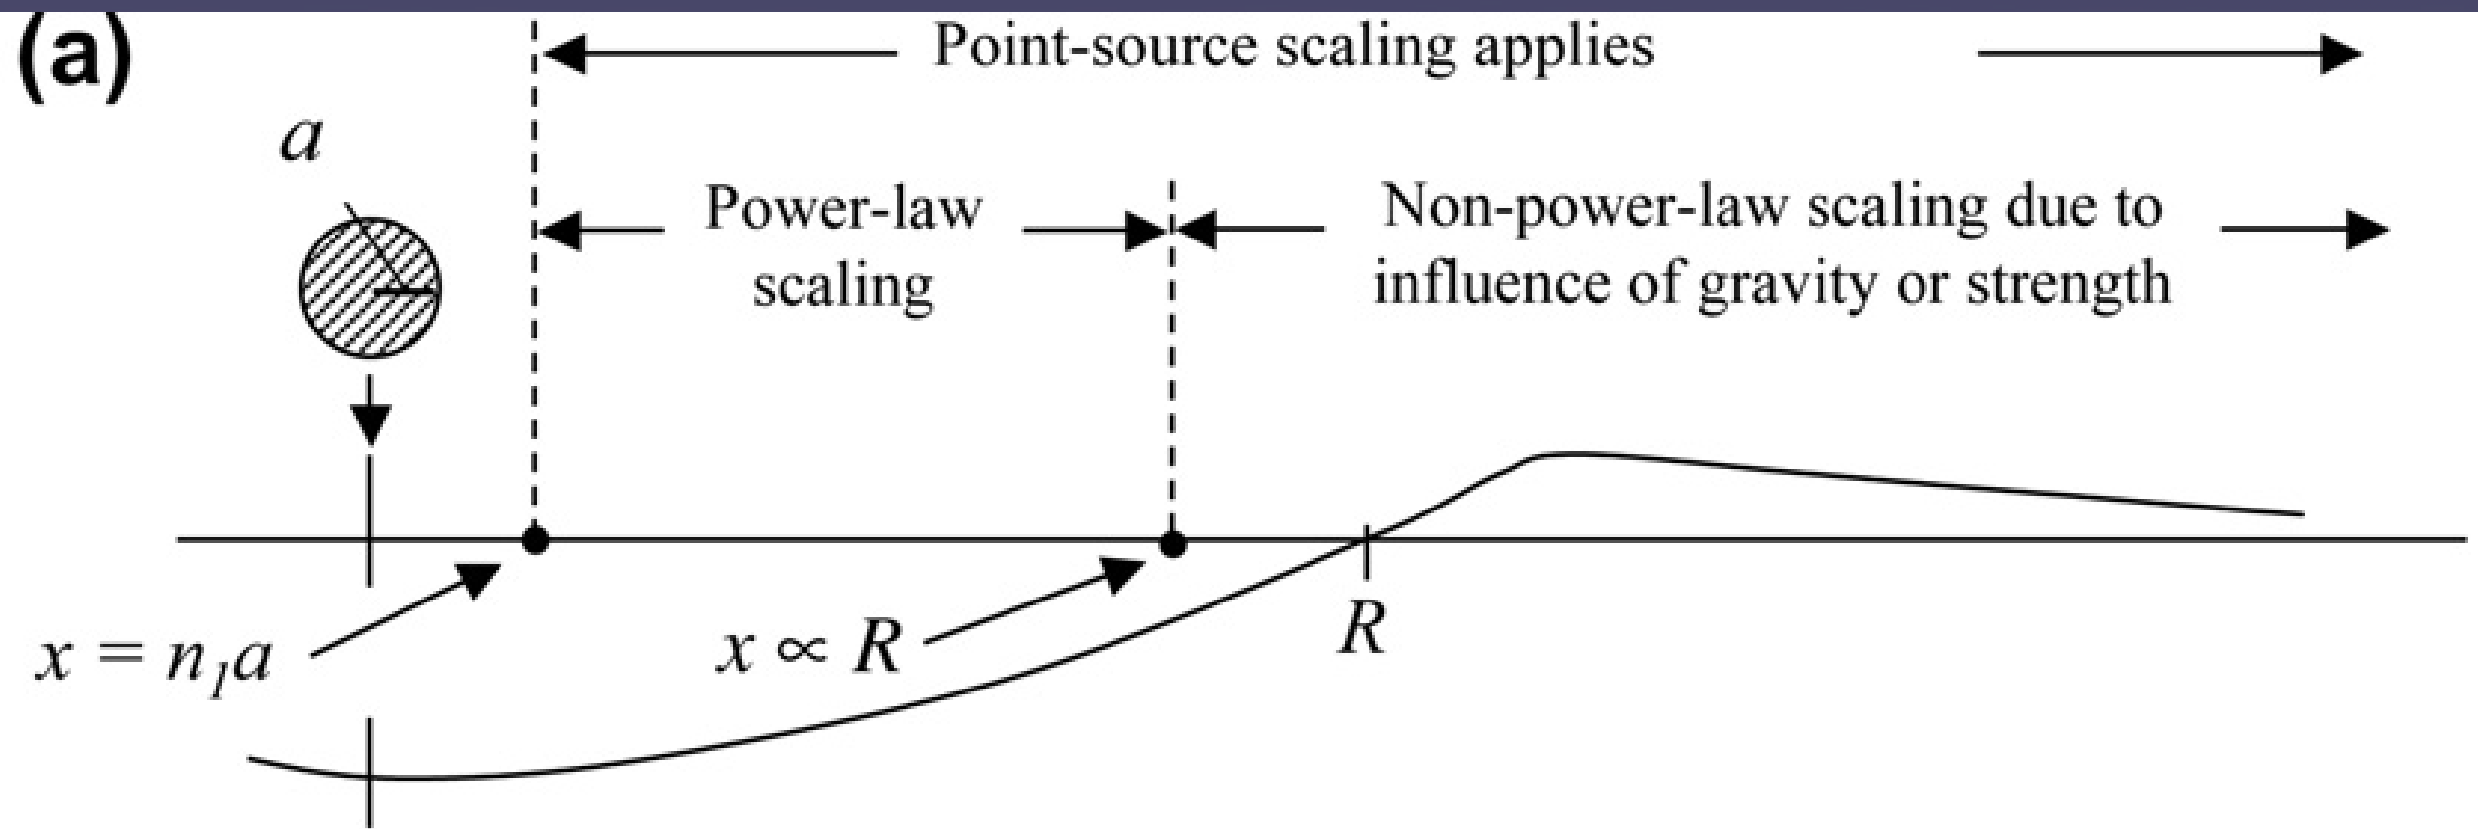 (a)
Point-source scaling applies
a
Power-law
scaling
Non-power-law scaling due to
influence of gravity or strength
x = n₁a
x ∝ R
R